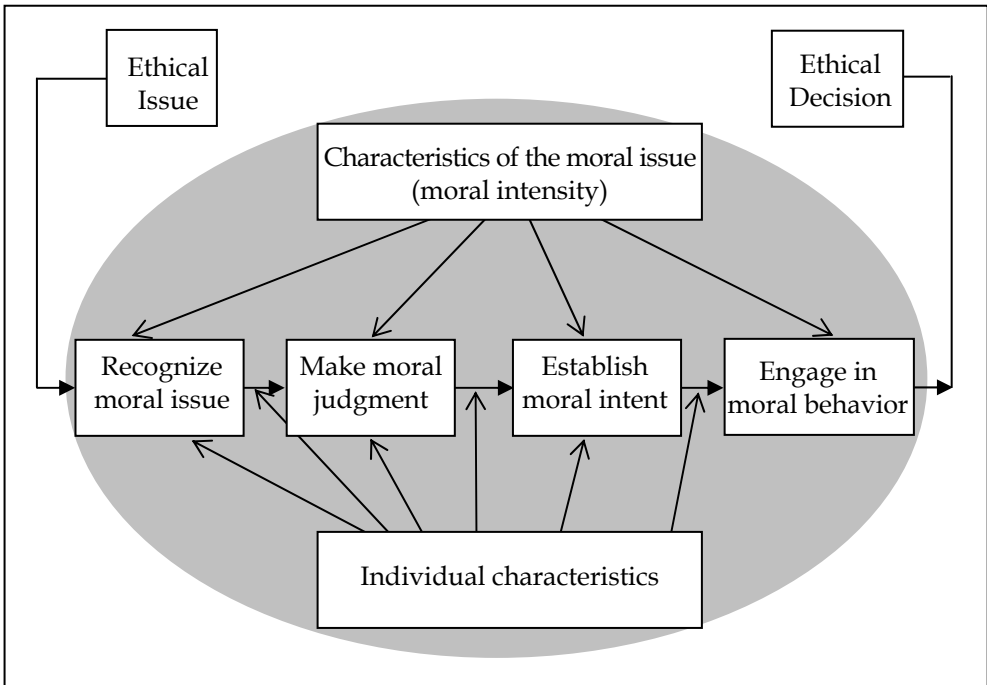 Ethical
Issue
Ethical
Decision
Characteristics of the moral issue
(moral intensity)
Recognize
moral issue
Make moral
judgment
Establish
moral intent
Engage in
moral behavior
Individual characteristics